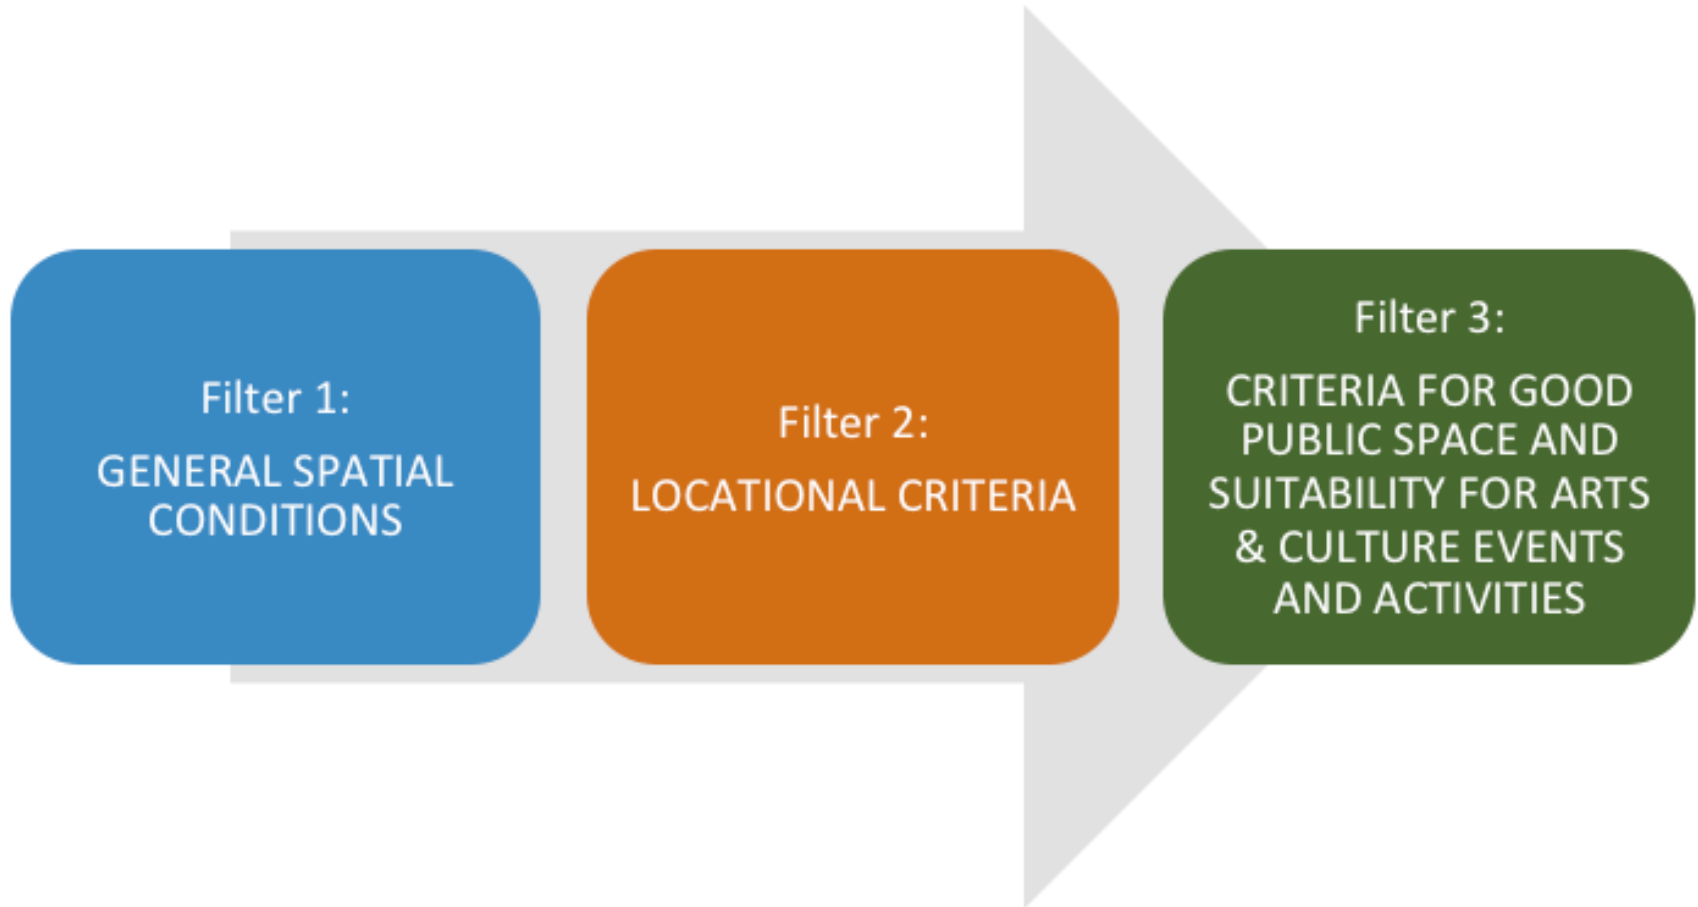 Filter 1:
GENERAL SPATIAL
CONDITIONS
Filter 2:
LOCATIONAL CRITERIA
Filter 3:
CRITERIA FOR GOOD
PUBLIC SPACE AND
SUITABILITY FOR ARTS
& CULTURE EVENTS
AND ACTIVITIES